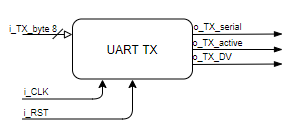 i_TX_byte 8
UART TX
o_TX_serial
o_TX_active
o_TX_DV
i_CLK
i_RST